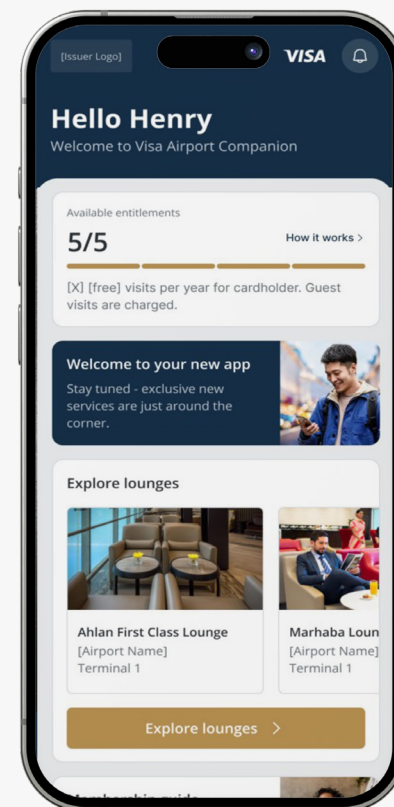 [Issuer Logo]
VISA
Hello Henry
Welcome to Visa Airport Companion
Available entitlements
5/5
How it works >
[X] [free] visits per year for cardholder. Guest
visits are charged.
Welcome to your new app
Stay tuned - exclusive new
services are just around the
corner.
Explore lounges
Ahlan First Class Lounge
[Airport Name]
Terminal 1
Marhaba Loun
[Airport Name]
Terminal 1
Explore lounges >